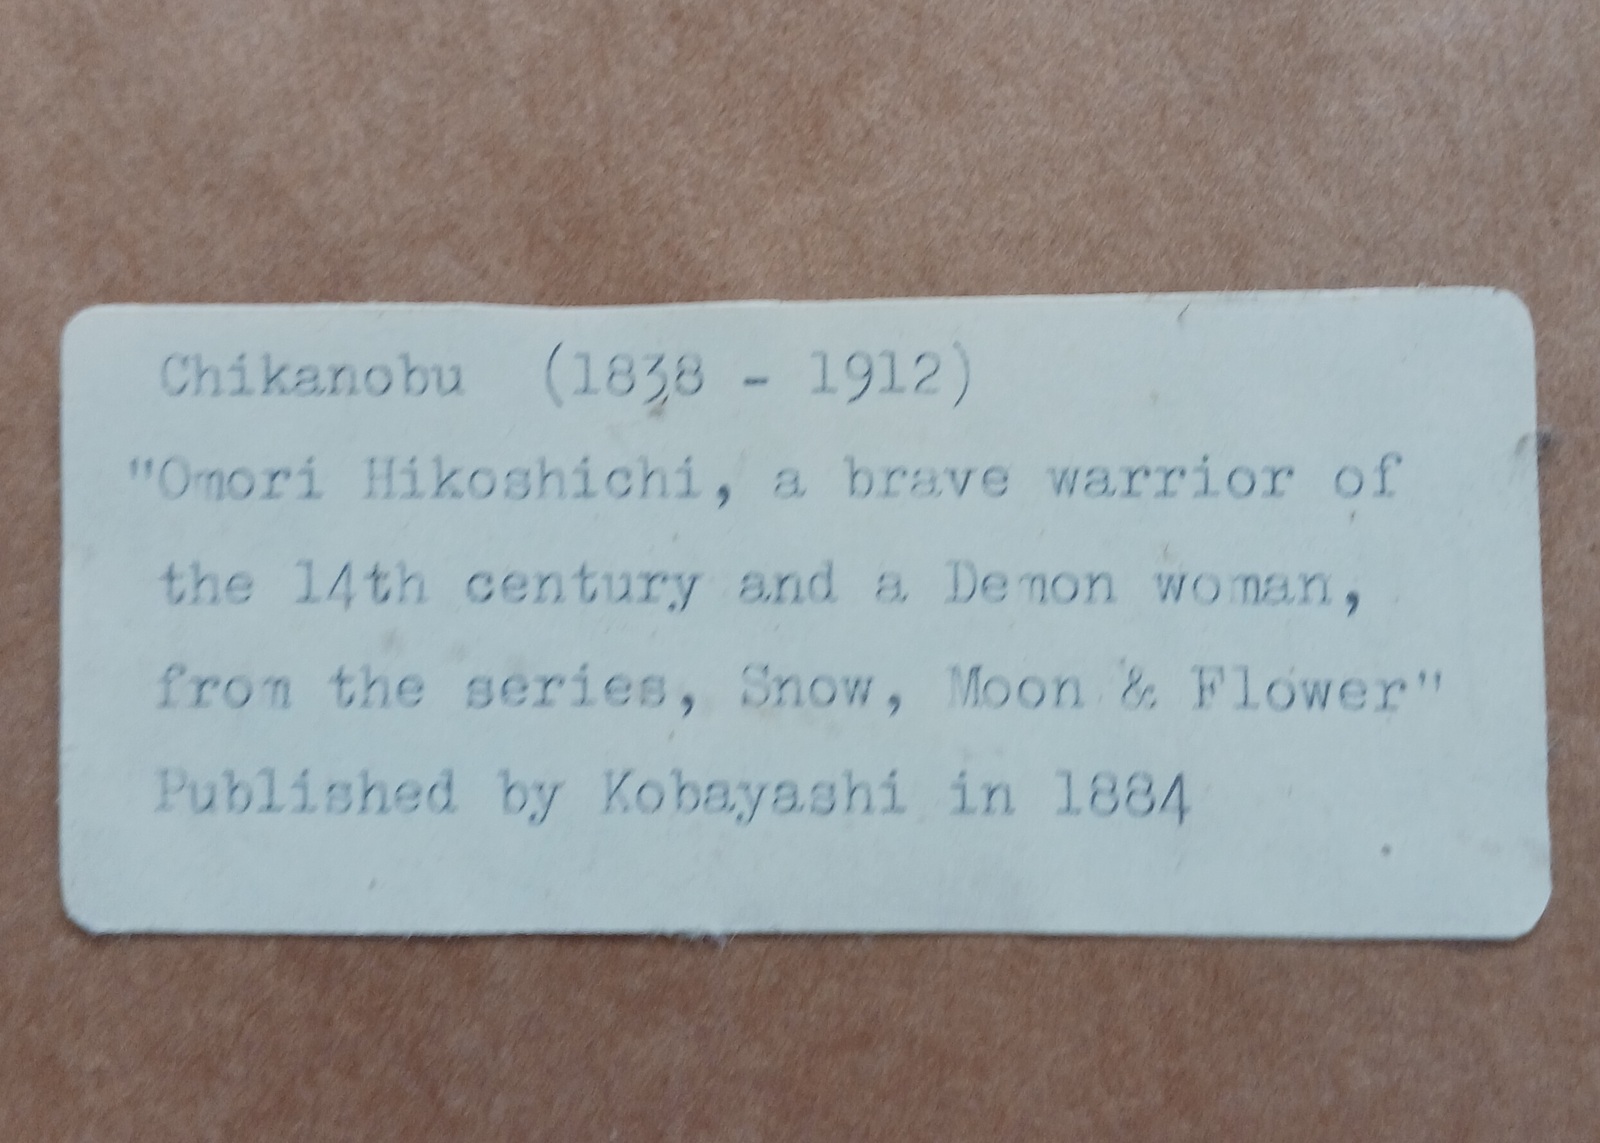 Chikanobu (1838 - 1912)
"Omori Hikoshichi, a brave warrior of
the 14th century and a Demon woman,
from the series, Snow, Moon & Flower"
Published by Kobayashi in 1884